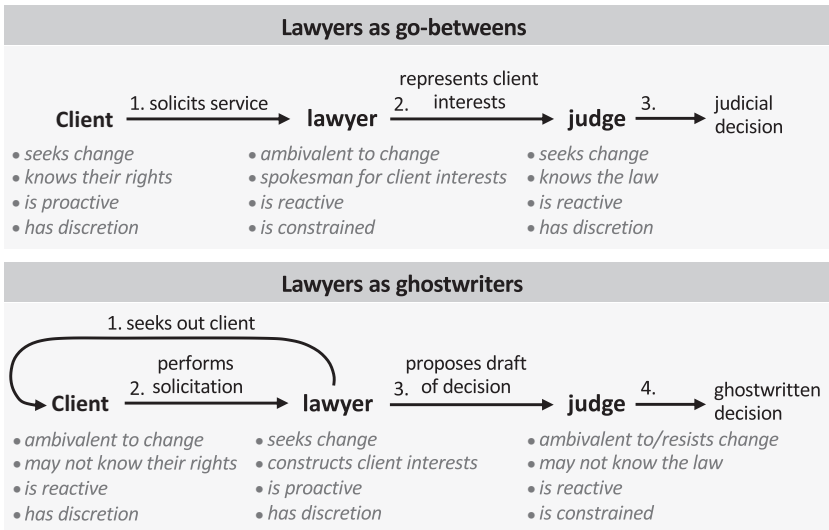 Lawyers as go-betweens
Client
1. solicits service
lawyer
2. represents client
interests
judge
3.
judicial
decision
• seeks change
• knows their rights
• is proactive
• has discretion
• ambivalent to change
• spokesman for client interests
• is reactive
• is constrained
• seeks change
• knows the law
• is reactive
• has discretion
Lawyers as ghostwriters
1. seeks out client
Client
2. performs
solicitation
lawyer
3. proposes draft
of decision
judge
4.
ghostwritten
decision
• ambivalent to change
• may not know their rights
• is reactive
• has discretion
• seeks change
• constructs client interests
• is proactive
• has discretion
• ambivalent to/resists change
• may not know the law
• is reactive
• is constrained